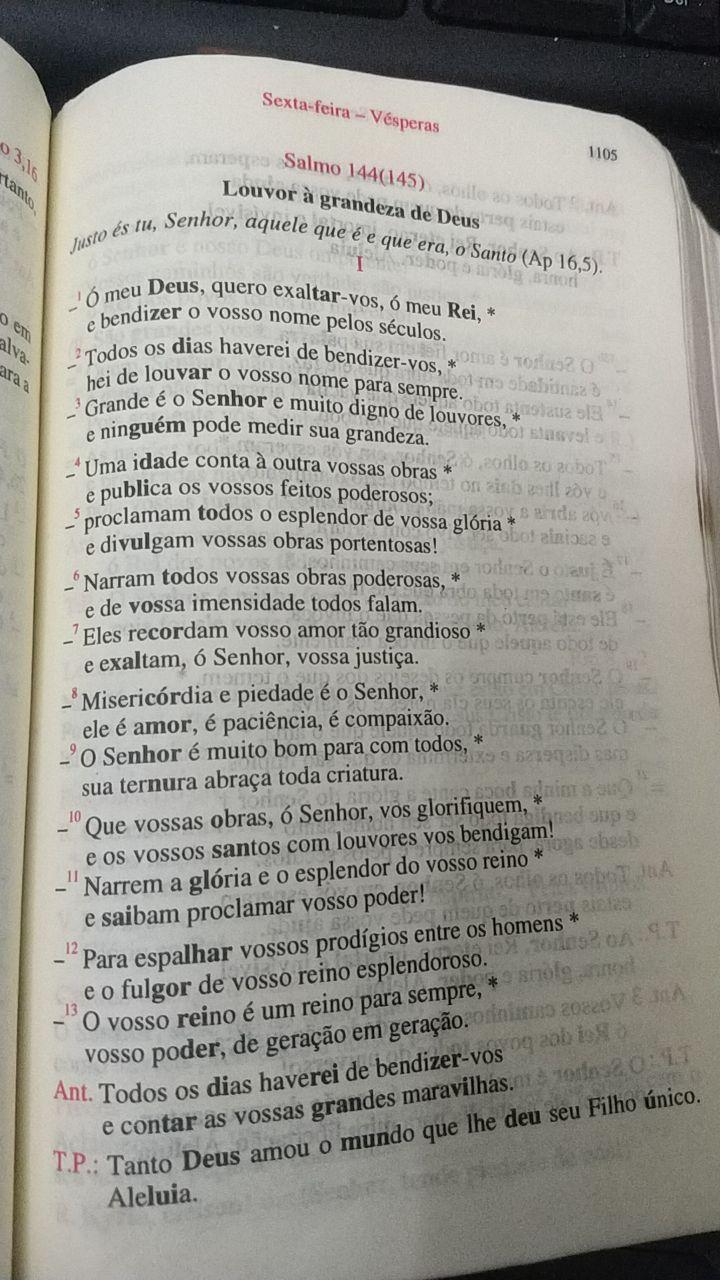 o 3,16
rtanto,
o em
alva-
ara a
Sexta-feira – Vésperas
1105
Salmo 144(145)
Louvor à grandeza de Deus
Justo és tu, Senhor, aquele que é e que era, o Santo (Ap 16,5).
I
–1 Ó meu Deus, quero exaltar-vos, ó meu Rei, *
e bendizer o vosso nome pelos séculos.
–2 Todos os dias haverei de bendizer-vos, *
hei de louvar o vosso nome para sempre.
–3 Grande é o Senhor e muito digno de louvores, *
e ninguém pode medir sua grandeza.
–4 Uma idade conta à outra vossas obras *
e publica os vossos feitos poderosos;
–5 proclamam todos o esplendor de vossa glória *
e divulgam vossas obras portentosas!
–6 Narram todos vossas obras poderosas, *
e de vossa imensidade todos falam.
–7 Eles recordam vosso amor tão grandioso *
e exaltam, ó Senhor, vossa justiça.
–8 Misericórdia e piedade é o Senhor, *
ele é amor, é paciência, é compaixão.
–9 O Senhor é muito bom para com todos, *
sua ternura abraça toda criatura.
–10 Que vossas obras, ó Senhor, vos glorifiquem, *
e os vossos santos com louvores vos bendigam!
–11 Narrem a glória e o esplendor do vosso reino *
e saibam proclamar vosso poder!
–12 Para espalhar vossos prodígios entre os homens *
e o fulgor de vosso reino esplendoroso.
–13 O vosso reino é um reino para sempre, *
vosso poder, de geração em geração.
Ant. Todos os dias haverei de bendizer-vos
e contar as vossas grandes maravilhas.
T.P.: Tanto Deus amou o mundo que lhe deu seu Filho único.
Aleluia.